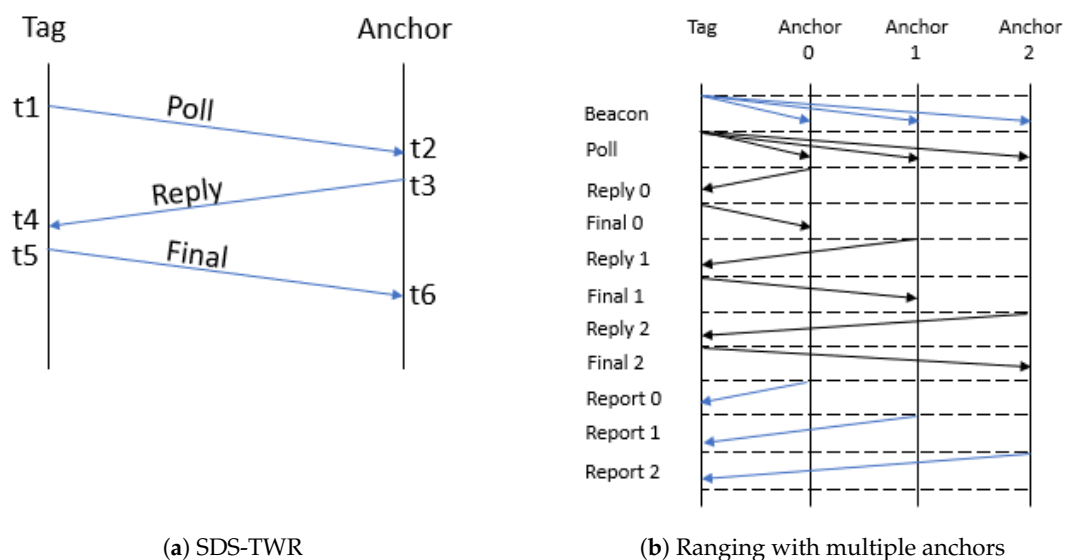 Tag
Anchor
t1
Poll
t2
t3
Reply
t4
t5
Final
t6
(a) SDS-TWR
Tag
Anchor
0
Anchor
1
Anchor
2
Beacon
Poll
Reply 0
Final 0
Reply 1
Final 1
Reply 2
Final 2
Report 0
Report 1
Report 2
(b) Ranging with multiple anchors